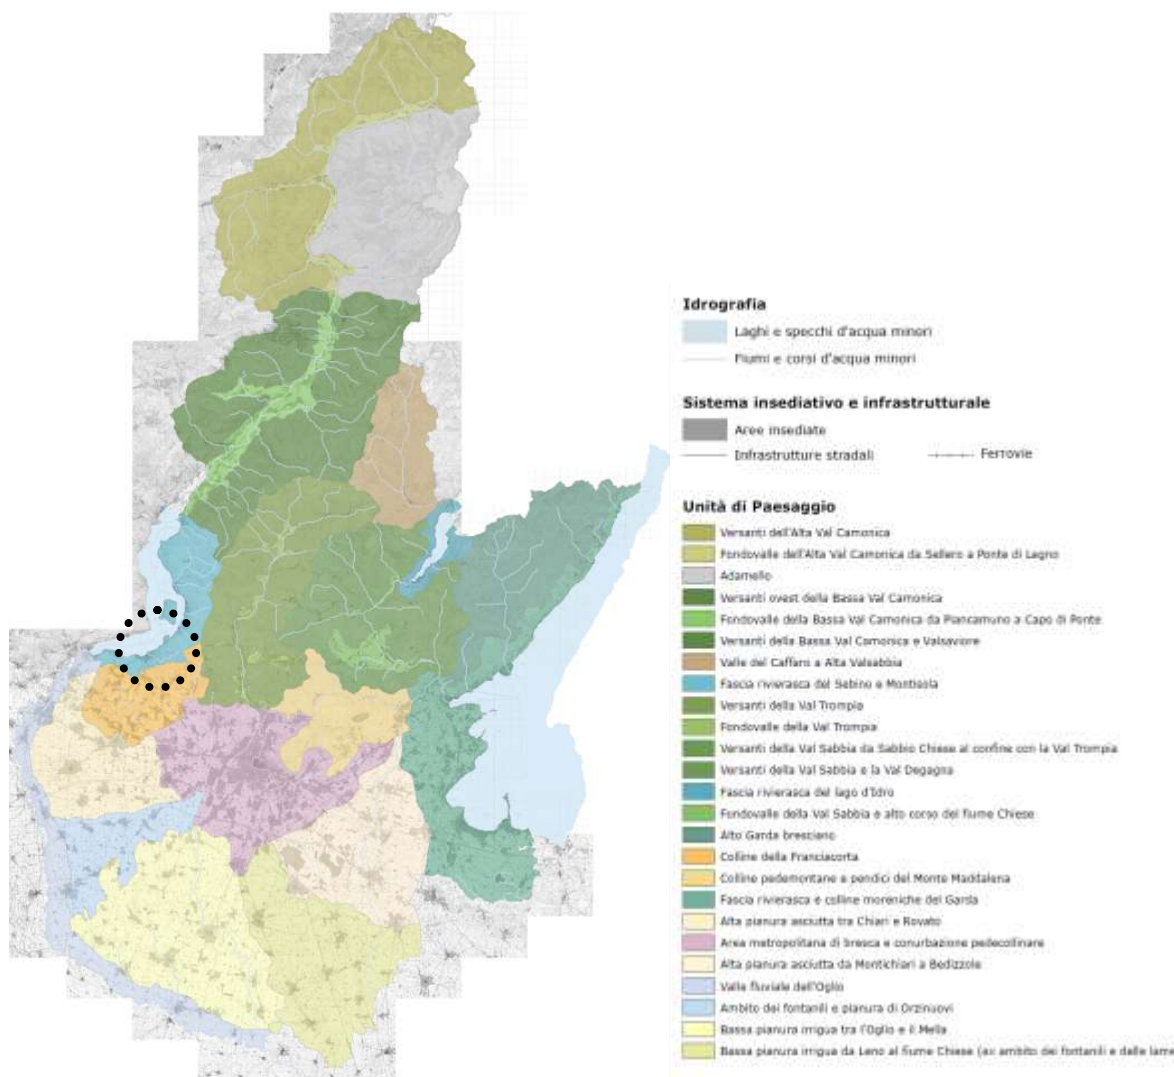 Idrografia
Laghi e specchi d'acqua minori
Fiumi e corsi d'acqua minori
Sistema insediativo e infrastrutturale
Aree insediate
Infrastrutture stradali
Ferrovie
Unità di Paesaggio
Versanti dell'Alta Val Camonica
Fondovalle dell'Alta Val Camonica da Sellero a Ponte di Legno
Adamello
Versanti ovest della Bassa Val Camonica
Fondovalle della Bassa Val Camonica da Piancamuno a Capo di Ponte
Versanti della Bassa Val Camonica e Valsaviore
Valle del Caffaro a Alta Valsabbia
Fascia rivierasca del Sebino e Montisola
Versanti della Val Trompia
Fondovalle della Val Trompia
Versanti della Val Sabbia da Sabbio Chiese al confine con la Val Trompia
Versanti della Val Sabbia e la Val Degagna
Fascia rivierasca del lago d'Idro
Fondovalle della Val Sabbia e alto corso del fiume Chiese
Alto Garda bresciano
Colline della Franciacorta
Colline pedemontane e pendici del Monte Maddalena
Fascia rivierasca e colline moreniche del Garda
Alta pianura asciutta tra Chiari e Rovato
Area metropolitana di bresca e conurbazione pedecollinare
Alta pianura asciutta da Montichiari a Bedizzole
Valle fluviale dell'Oglio
Ambito dei fontanili e pianura di Orzinuovi
Bassa pianura irrigua tra l'Oglio e il Mella
Bassa pianura irrigua da Leno al fiume Chiese (ex ambito dei fontanili e delle lame